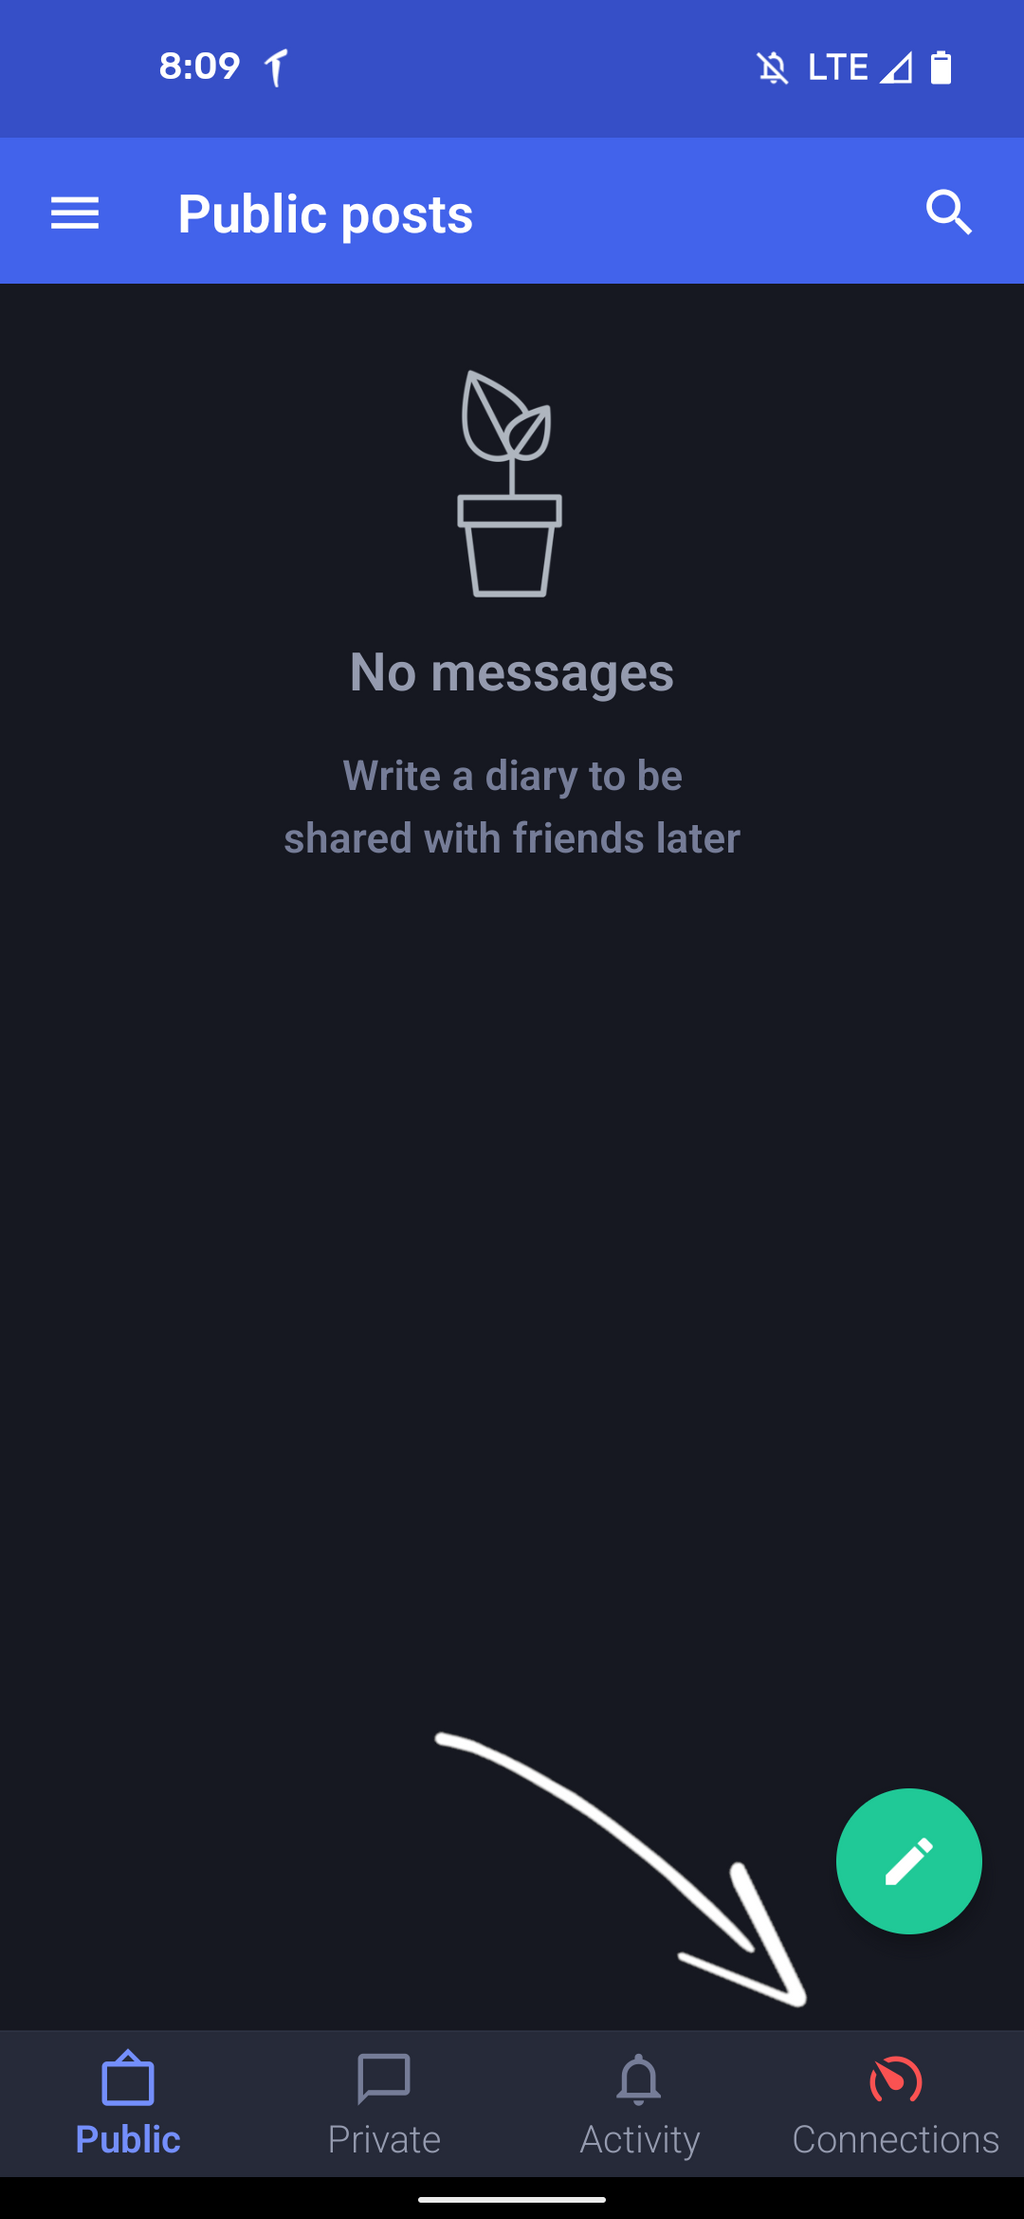 8:09 LTE
Public posts
No messages
Write a diary to be
shared with friends later
Public Private Activity Connections